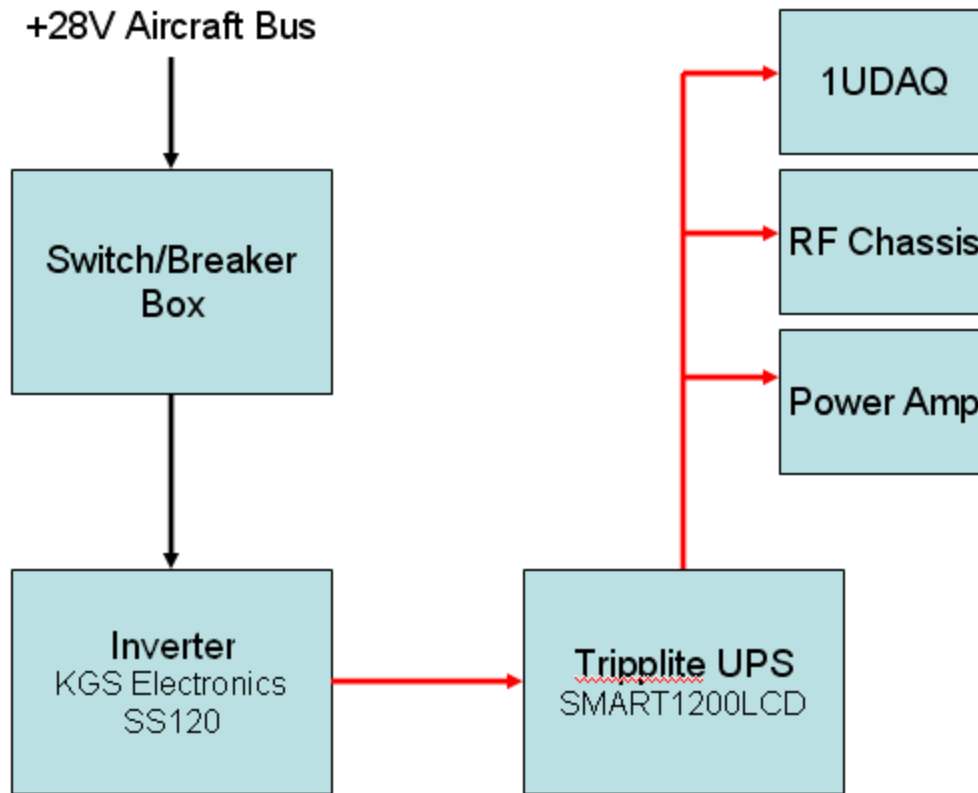 +28V Aircraft Bus
Switch/Breaker
Box
Inverter
KGS Electronics
SS120
Tripplite UPS
SMART1200LCD
1UDAQ
RF Chassis
Power Amp